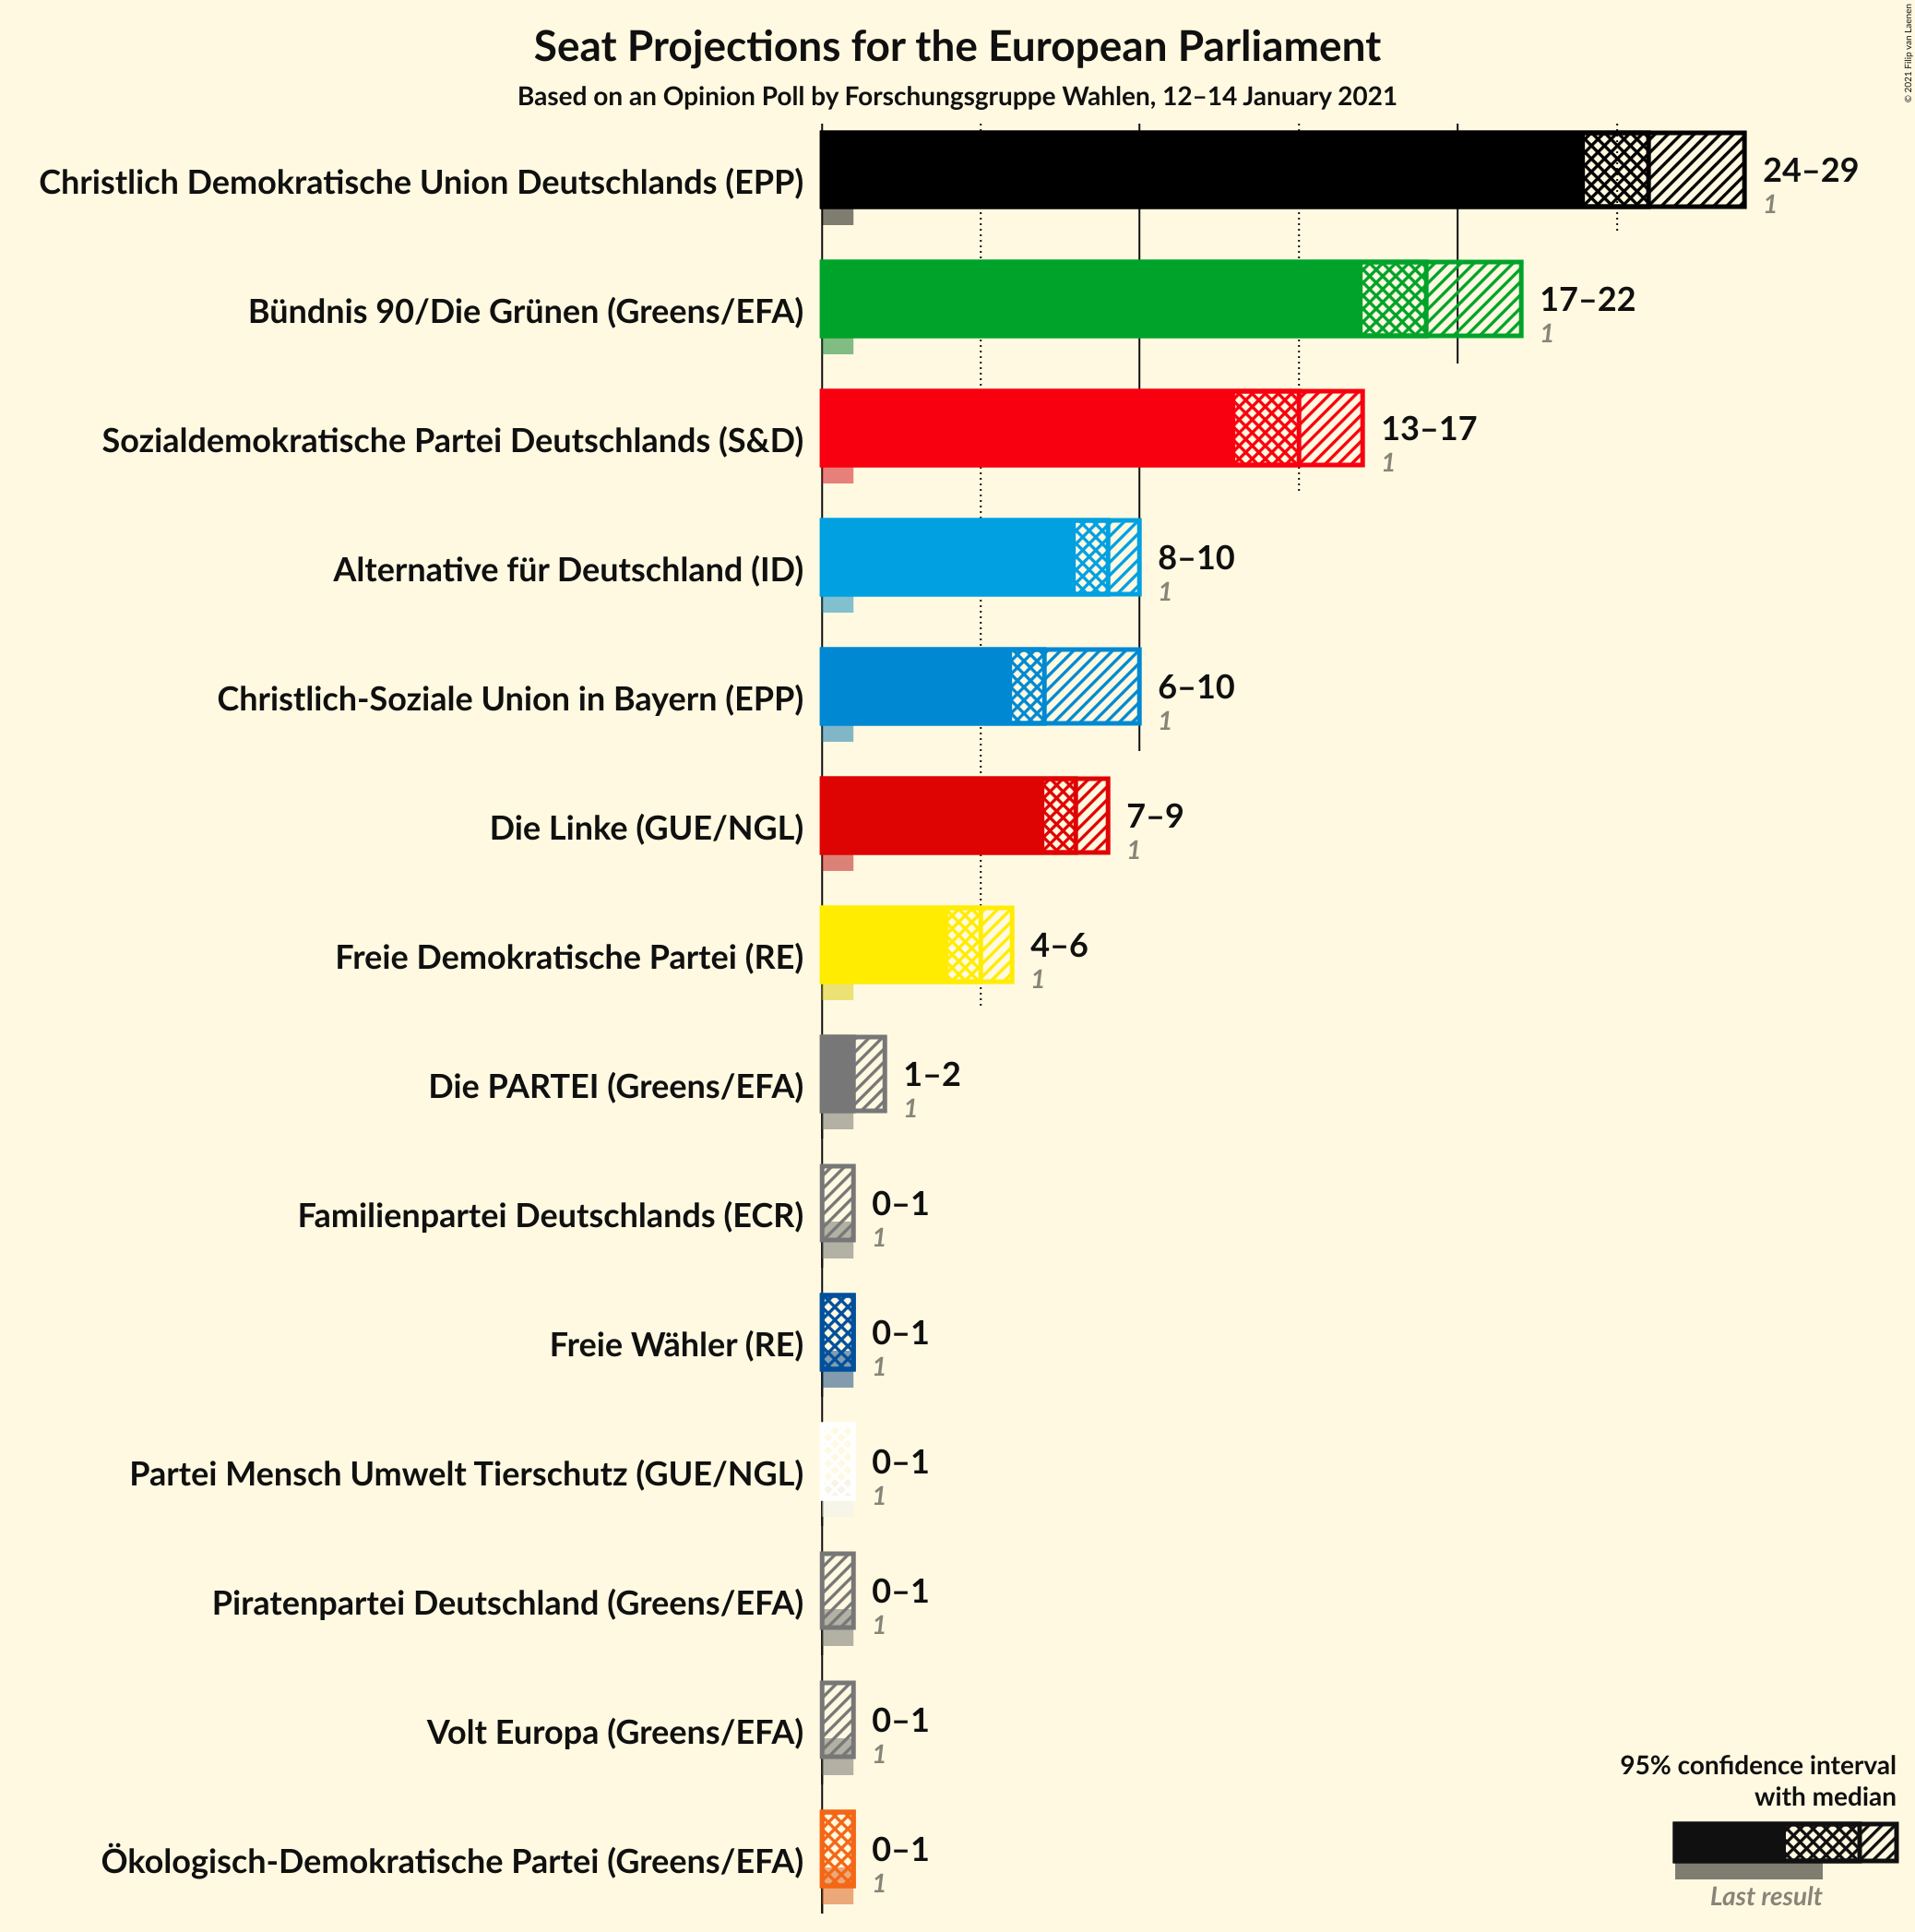 Seat Projections for the European Parliament
Based on an Opinion Poll by Forschungsgruppe Wahlen, 12–14 January 2021
© 2021 Filip van Laenen
Christlich Demokratische Union Deutschlands (EPP)
24–29
1
Bündnis 90/Die Grünen (Greens/EFA)
17–22
1
Sozialdemokratische Partei Deutschlands (S&D)
13–17
1
Alternative für Deutschland (ID)
8–10
1
Christlich-Soziale Union in Bayern (EPP)
6–10
1
Die Linke (GUE/NGL)
7–9
1
Freie Demokratische Partei (RE)
4–6
1
Die PARTEI (Greens/EFA)
1–2
1
Familienpartei Deutschlands (ECR)
0–1
1
Freie Wähler (RE)
0–1
1
Partei Mensch Umwelt Tierschutz (GUE/NGL)
0–1
1
Piratenpartei Deutschland (Greens/EFA)
0–1
1
Volt Europa (Greens/EFA)
0–1
1
Ökologisch-Demokratische Partei (Greens/EFA)
0–1
1
95% confidence interval
with median
Last result